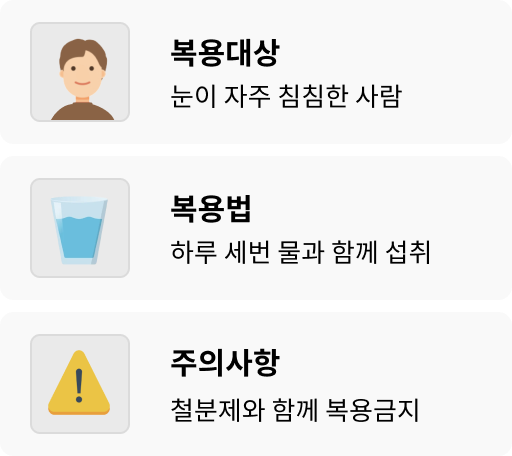 복용대상
눈이 자주 침침한 사람
복용법
하루 세번 물과 함께 섭취
주의사항
철분제와 함께 복용금지